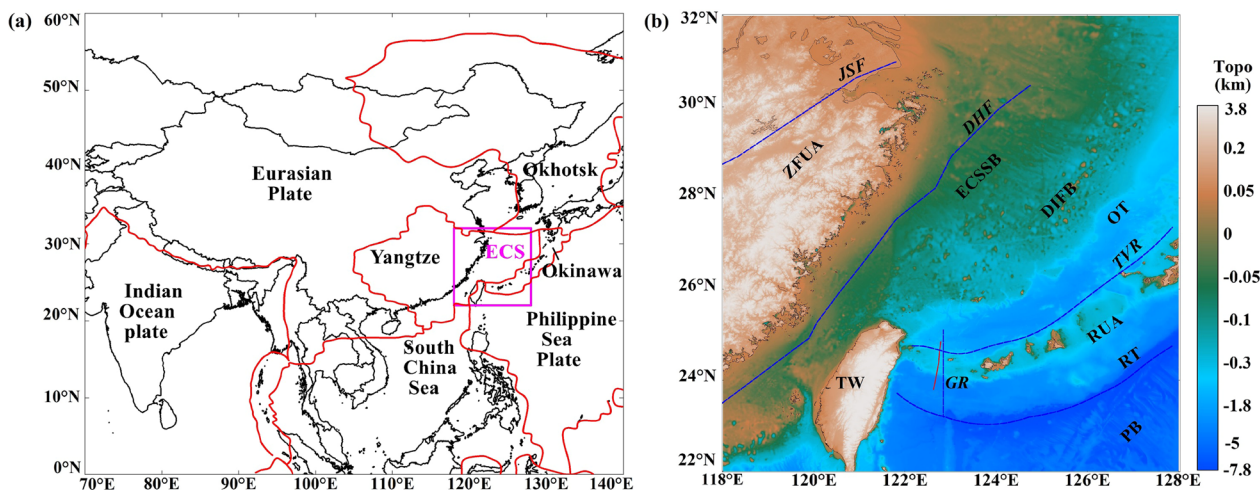 (a)
60°N
50°N
40°N
30°N
20°N
10°N
0°N
70°E
80°E
90°E
100°E
110°E
120°E
130°E
140°E
Eurasian
Plate
Okhotsk
Yangtze
ECS
Okinawa
Indian
Ocean
plate
South
China
Sea
Philippine
Sea
Plate
(b)
32°N
30°N
28°N
26°N
24°N
22°N
118°E
120°E
122°E
124°E
126°E
128°E
JSF
ZFUA
DHF
ECSSB
DIFB
OT
TVR
RUA
RT
GR
TW
PB
Topo
(km)
3.8
0.2
0.05
0
-0.05
-0.1
-1
-1.8
-5
-7.8